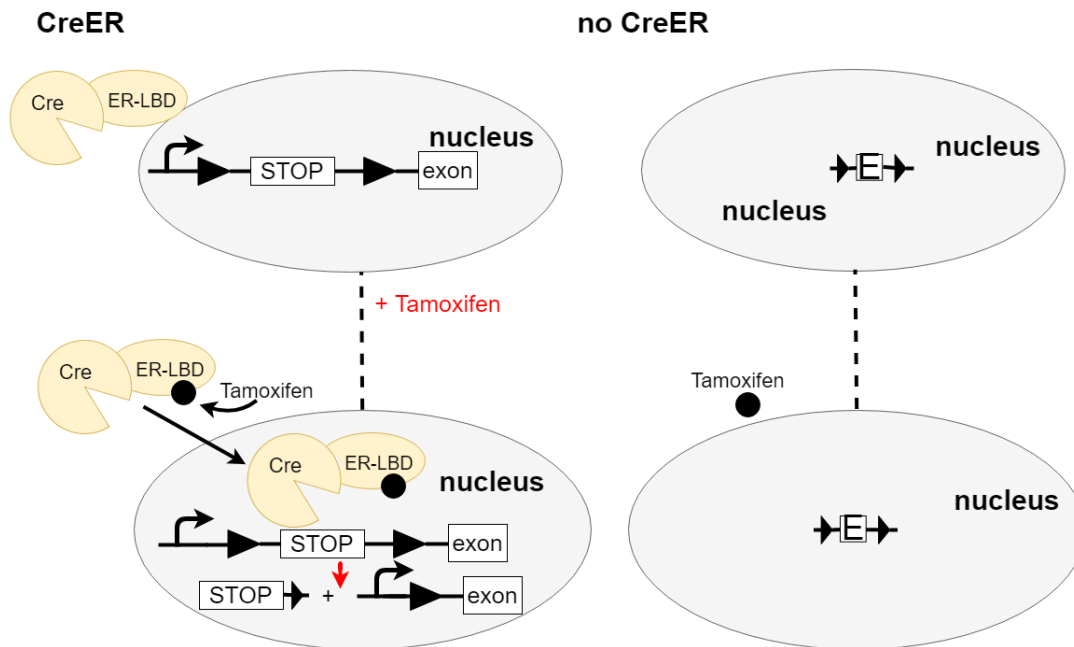 CreER
no CreER
Cre
ER-LBD
nucleus
STOP
exon
nucleus
E
nucleus
+ Tamoxifen
Cre
ER-LBD
Tamoxifen
Tamoxifen
Cre
ER-LBD
nucleus
STOP
exon
STOP
+
exon
nucleus
E